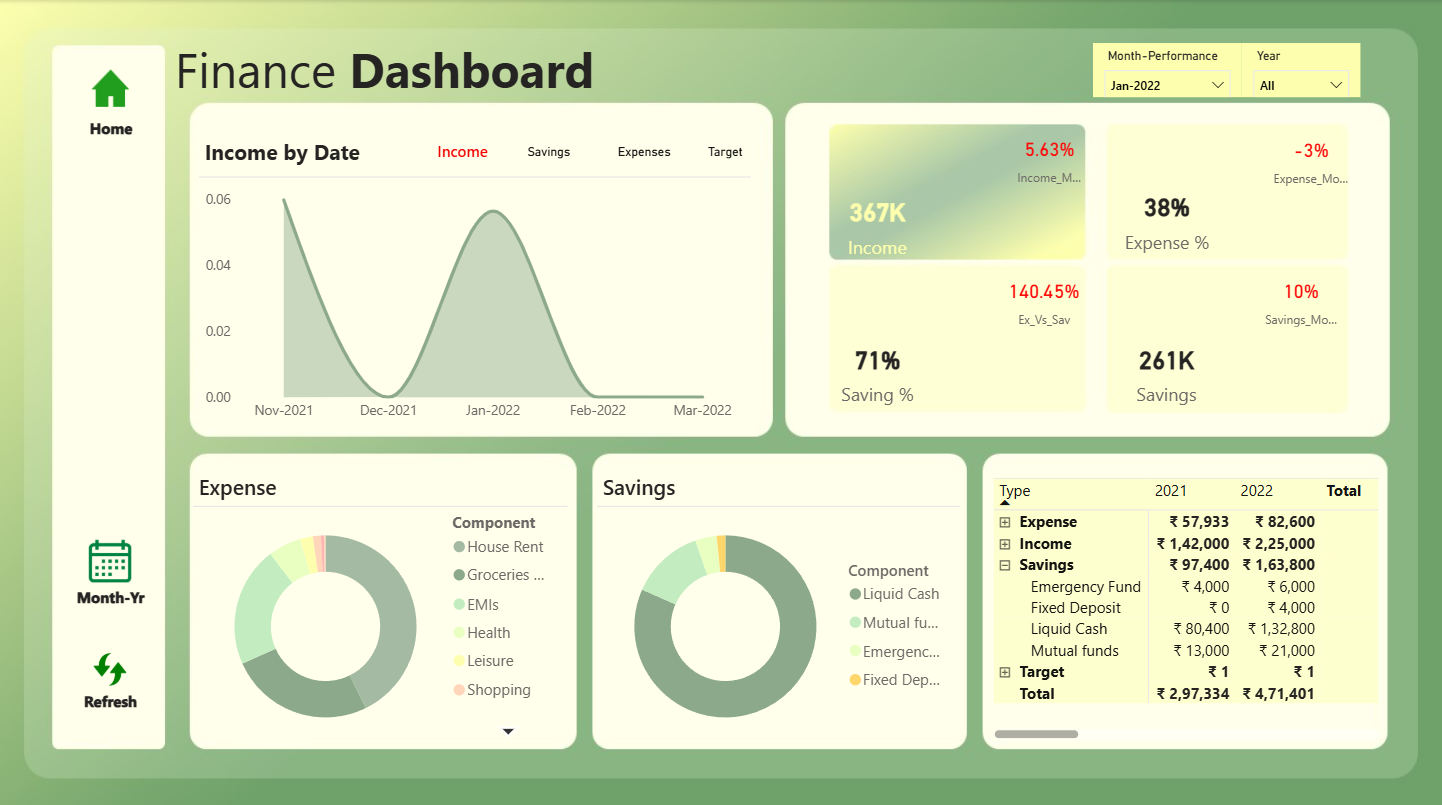 Finance Dashboard
Month-Performance Year
Jan-2022 All
Home
Month-Yr
Refresh
Income by Date Income Savings Expenses Target
0.06
0.04
0.02
0.00
Nov-2021 Dec-2021 Jan-2022 Feb-2022 Mar-2022
5.63%
Income_M...
367K
Income
-3%
Expense_Mo...
38%
Expense %
140.45%
Ex_Vs_Sav
71%
Saving %
10%
Savings_Mo...
261K
Savings
Expense
Component
House Rent
Groceries ...
EMIs
Health
Leisure
Shopping
Savings
Component
Liquid Cash
Mutual fu...
Emergenc...
Fixed Dep...
Type 2021 2022 Total
Expense ₹ 57,933 ₹ 82,600
Income ₹ 1,42,000 ₹ 2,25,000
Savings ₹ 97,400 ₹ 1,63,800
Emergency Fund ₹ 4,000 ₹ 6,000
Fixed Deposit ₹ 0 ₹ 4,000
Liquid Cash ₹ 80,400 ₹ 1,32,800
Mutual funds ₹ 13,000 ₹ 21,000
Target ₹ 1 ₹ 1
Total ₹ 2,97,334 ₹ 4,71,401